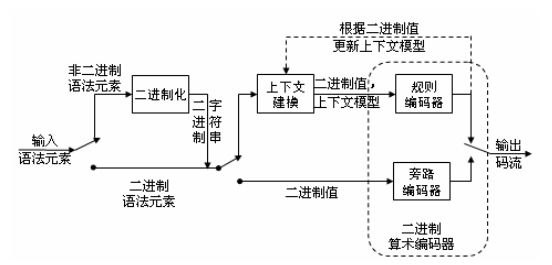 根据二进制值
更新上下文模型
非二进制
语法元素
二进制化
二进制
字符串
上下文
建模
二进制值,
上下文模型
规则
编码器
输入
语法元素
输出
码流
二进制
语法元素
二进制值
旁路
编码器
二进制
算术编码器